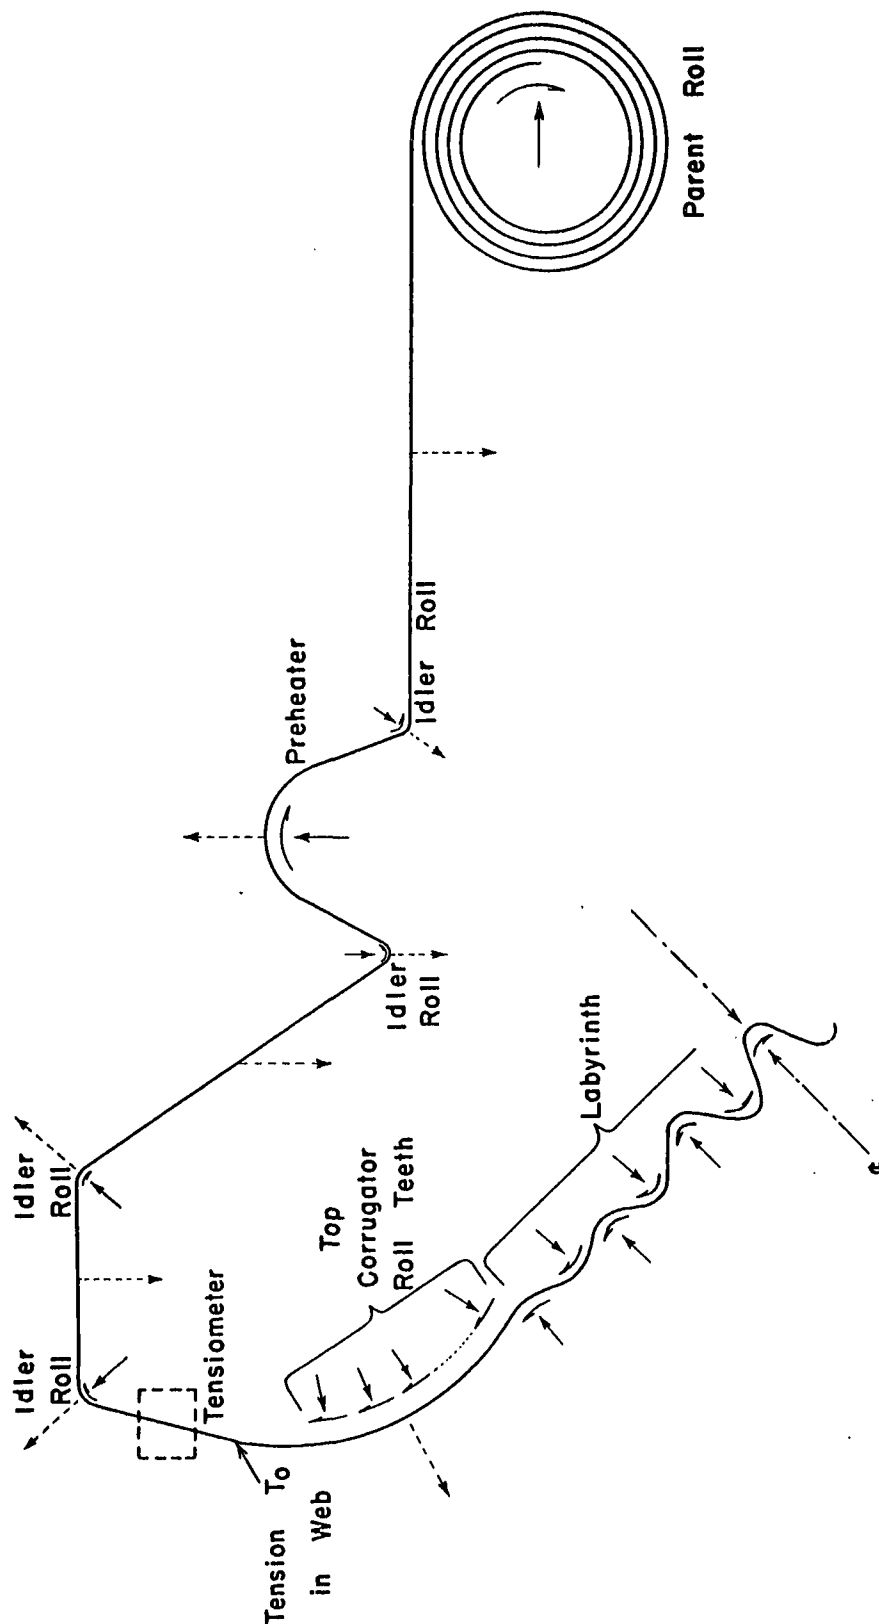 Parent Roll
Idler Roll
Preheater
Idler
Roll
Idler
Roll
Idler
Roll
Tensiometer
Tension To
in Web
Top
Corrugator
Roll Teeth
Labyrinth
℄